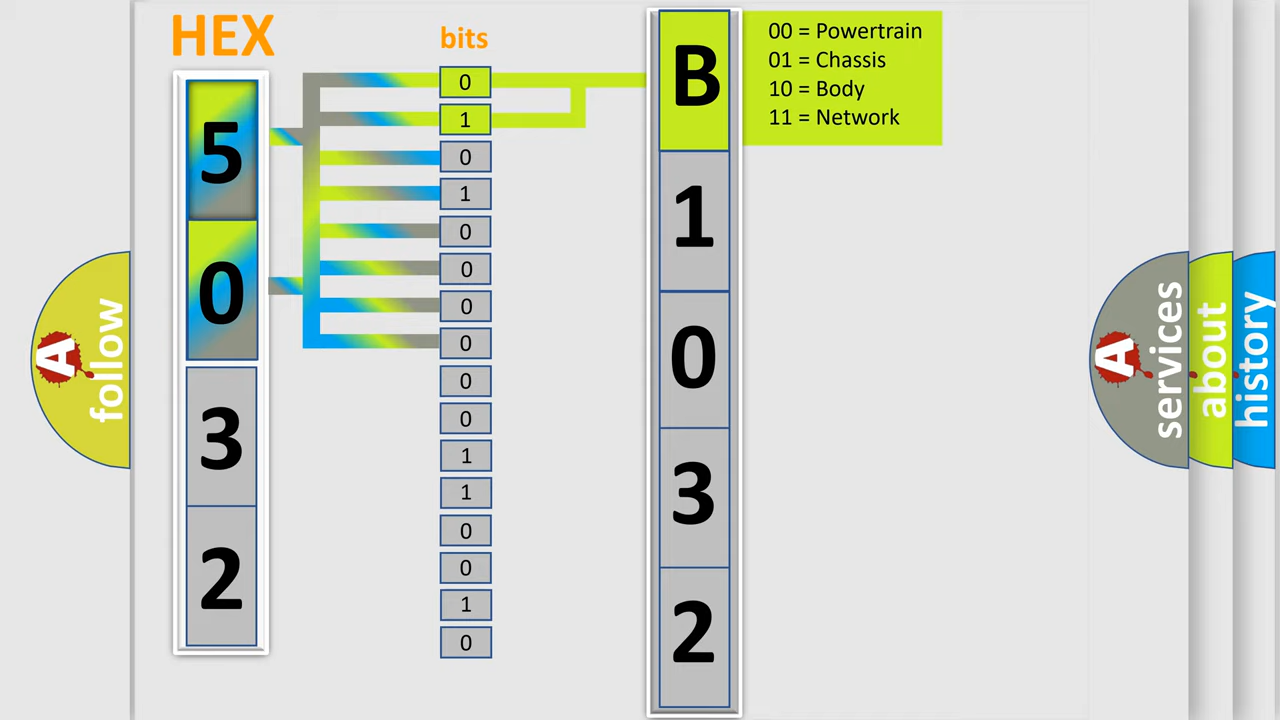 HEX
bits
5
0
3
2
0
1
0
1
0
0
0
0
0
0
1
1
0
0
1
0
B
1
0
3
2
00 = Powertrain
01 = Chassis
10 = Body
11 = Network
A
follow
A
services
about
history